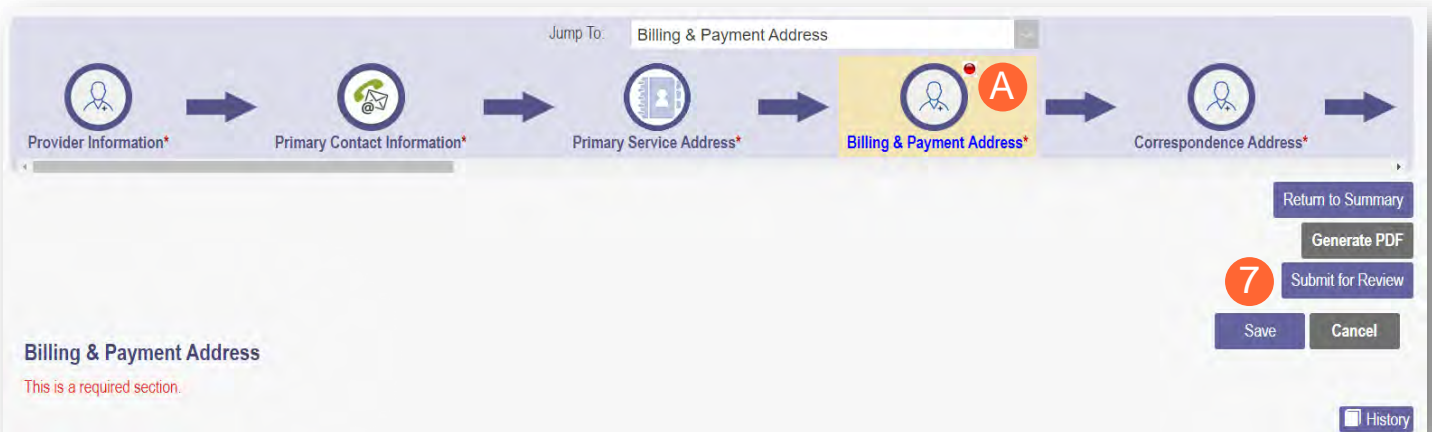 Jump To: Billing & Payment Address
A
@
Provider Information* Primary Contact Information* Primary Service Address* Billing & Payment Address* Correspondence Address*
Return to Summary
Generate PDF
7 Submit for Review
Save Cancel
Billing & Payment Address
This is a required section.
History